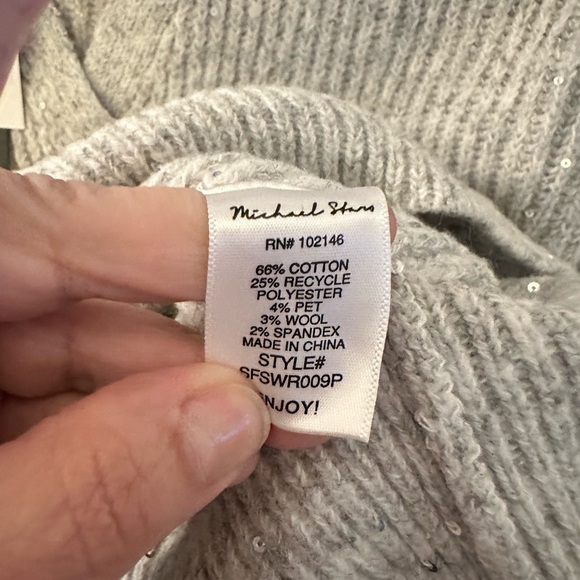 Michael Stars
RN# 102146
66% COTTON
25% RECYCLE
POLYESTER
4% PET
3% WOOL
2% SPANDEX
MADE IN CHINA
STYLE#
SFSWR009P
ENJOY!